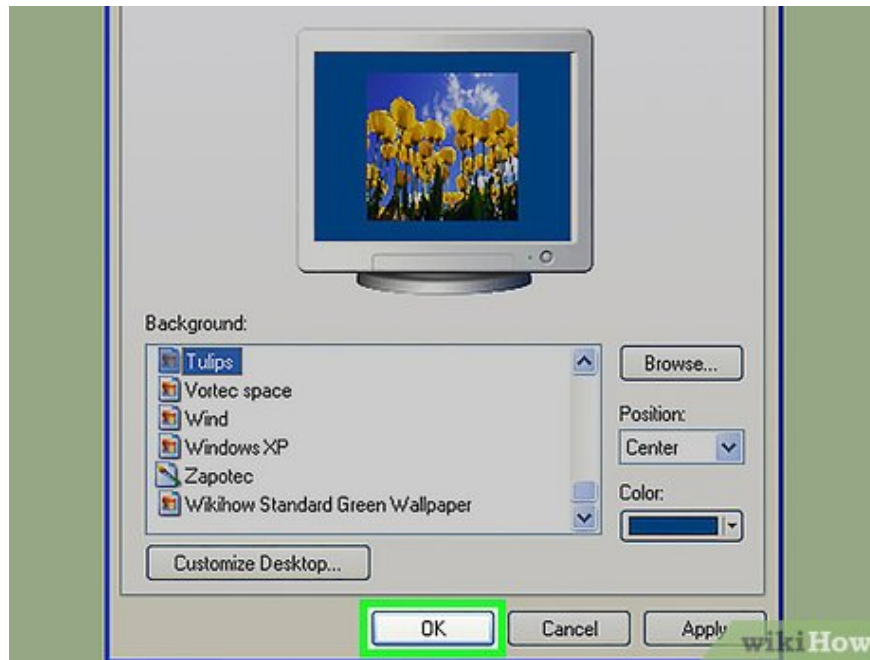 Background:
Tulips
Vortec space
Wind
Windows XP
Zapotec
Wikihow Standard Green Wallpaper
Browse...
Position:
Center
Color:
Customize Desktop...
OK Cancel Apply
wikiHow